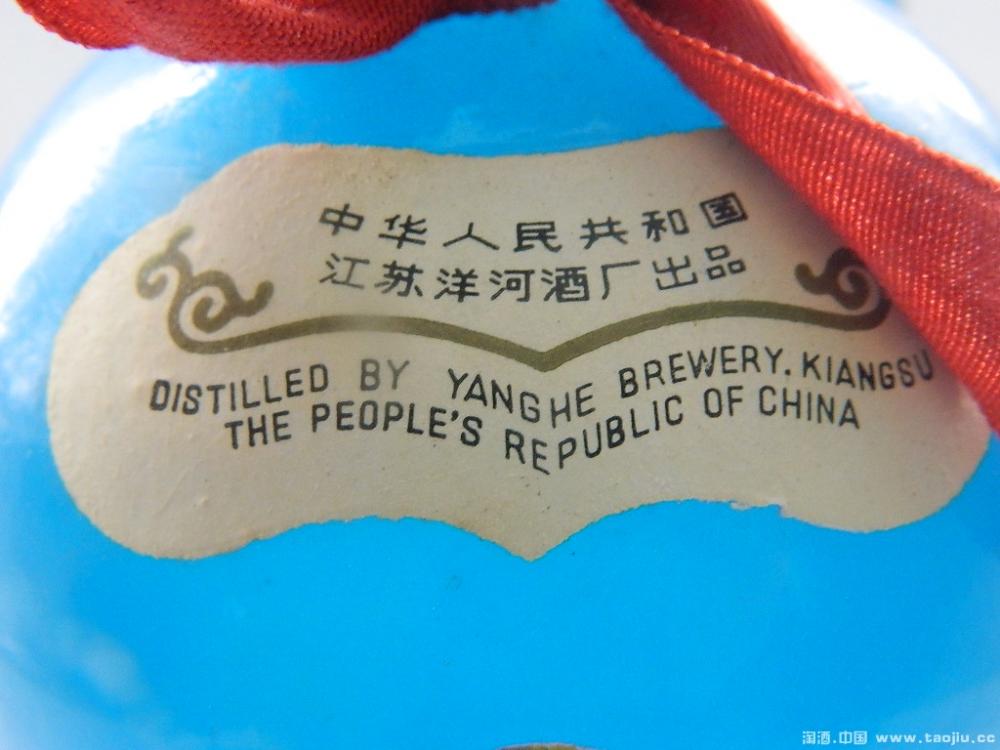 中华人民共和国
江苏洋河酒厂出品
DISTILLED BY YANGHE BREWERY. KIANGSU
THE PEOPLE'S REPUBLIC OF CHINA
淘酒.中国 www.taojiu.cc